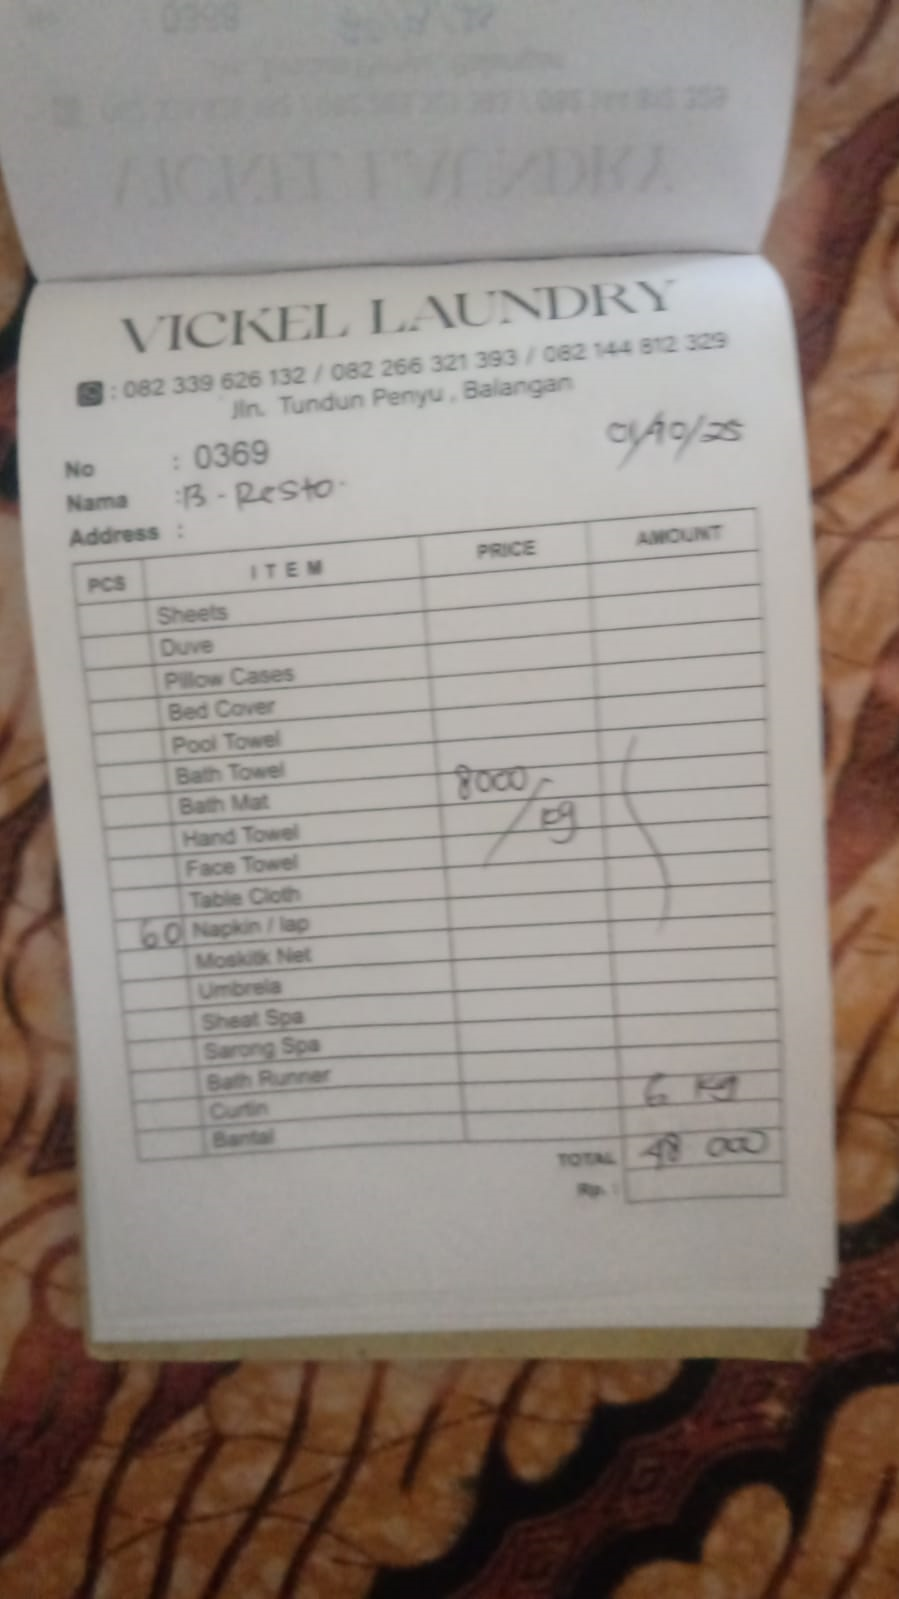 VICKEL LAUNDRY
: 082 339 626 132 / 082 266 321 393 / 082 144 812 329
Jln. Tundun Penyu , Balangan
01/10/25
No : 0369
Nama : B - Resto.
Address :
PCS ITEM PRICE AMOUNT
Sheets
Duve
Pillow Cases
Bed Cover
Pool Towel
Bath Towel
Bath Mat 8000/kg
Hand Towel
Face Towel
Table Cloth
60 Napkin / lap
Moskitk Net
Umbrela
Sheat Spa
Sarong Spa
Bath Runner
Curtin 6 Kg
Bantal
TOTAL 48 000
Rp. :